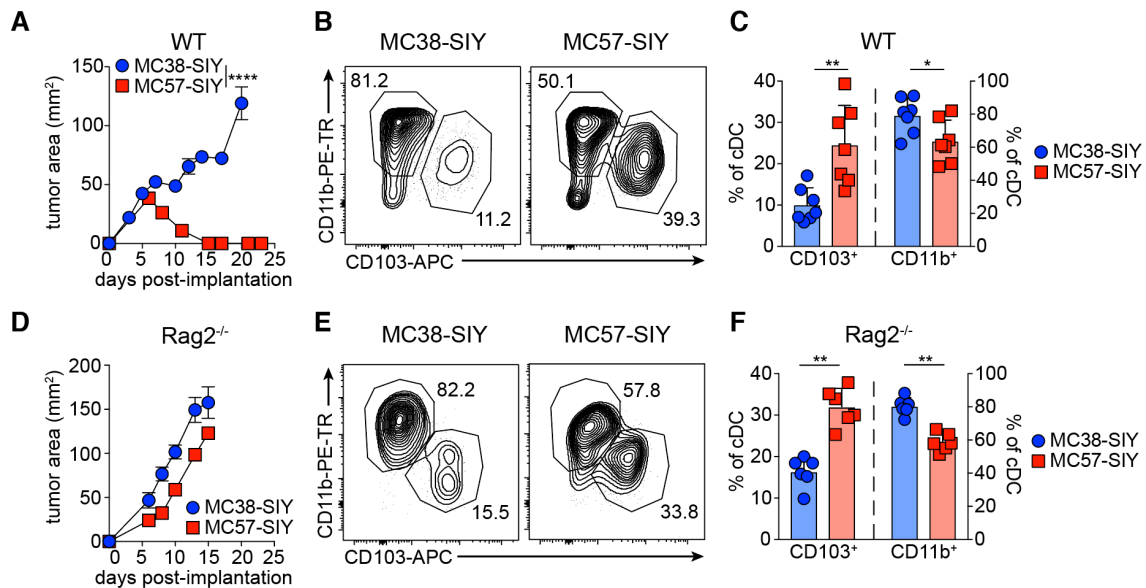 A
WT
MC38-SIY
MC57-SIY
****
tumor area (mm²)
150
100
50
0
0 5 10 15 20 25
days post-implantation
B
MC38-SIY
MC57-SIY
81.2
11.2
50.1
39.3
CD11b-PE-TR
CD103-APC
C
WT
**
*
% of cDC
40
30
20
10
0
100
80
60
40
20
0
% of cDC
CD103⁺
CD11b⁺
MC38-SIY
MC57-SIY
D
Rag2⁻/⁻
tumor area (mm²)
200
150
100
50
0
MC38-SIY
MC57-SIY
0 5 10 15 20 25
days post-implantation
E
MC38-SIY
MC57-SIY
82.2
15.5
57.8
33.8
CD11b-PE-TR
CD103-APC
F
Rag2⁻/⁻
**
**
% of cDC
40
30
20
10
0
100
80
60
40
20
0
% of cDC
CD103⁺
CD11b⁺
MC38-SIY
MC57-SIY